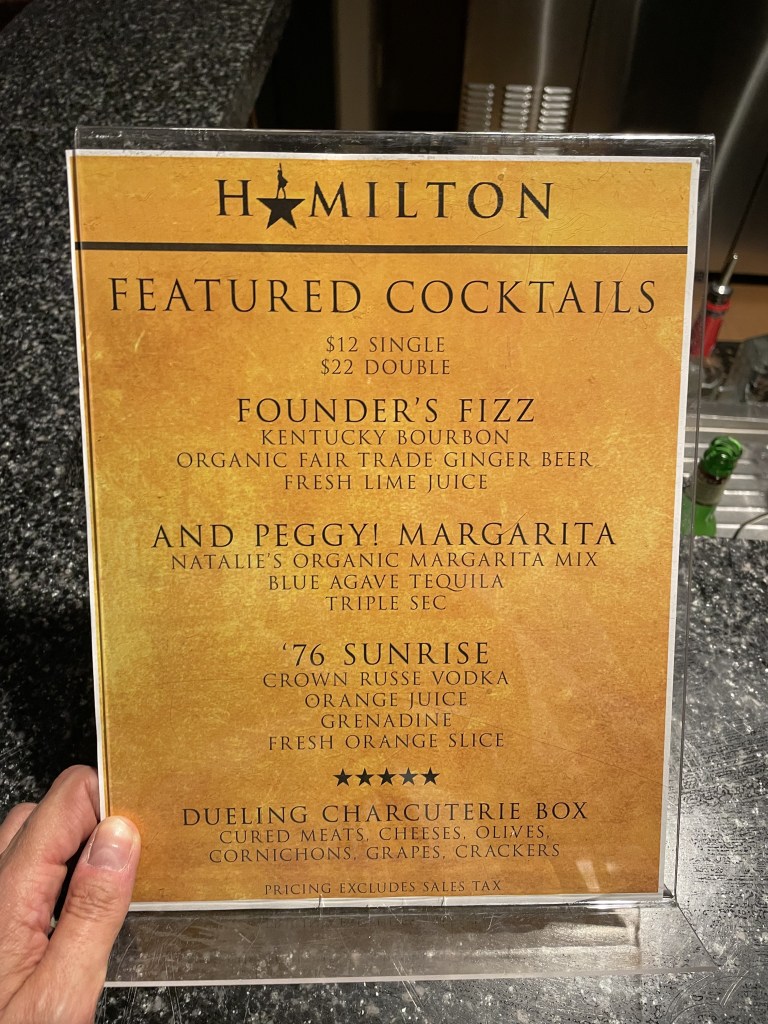 HAMILTON
FEATURED COCKTAILS
$12 SINGLE
$22 DOUBLE
FOUNDER'S FIZZ
KENTUCKY BOURBON
ORGANIC FAIR TRADE GINGER BEER
FRESH LIME JUICE
AND PEGGY! MARGARITA
NATALIE'S ORGANIC MARGARITA MIX
BLUE AGAVE TEQUILA
TRIPLE SEC
‘76 SUNRISE
CROWN RUSSE VODKA
ORANGE JUICE
GRENADINE
FRESH ORANGE SLICE
★★★★★
DUELING CHARCUTERIE BOX
CURED MEATS, CHEESES, OLIVES,
CORNICHONS, GRAPES, CRACKERS
PRICING EXCLUDES SALES TAX